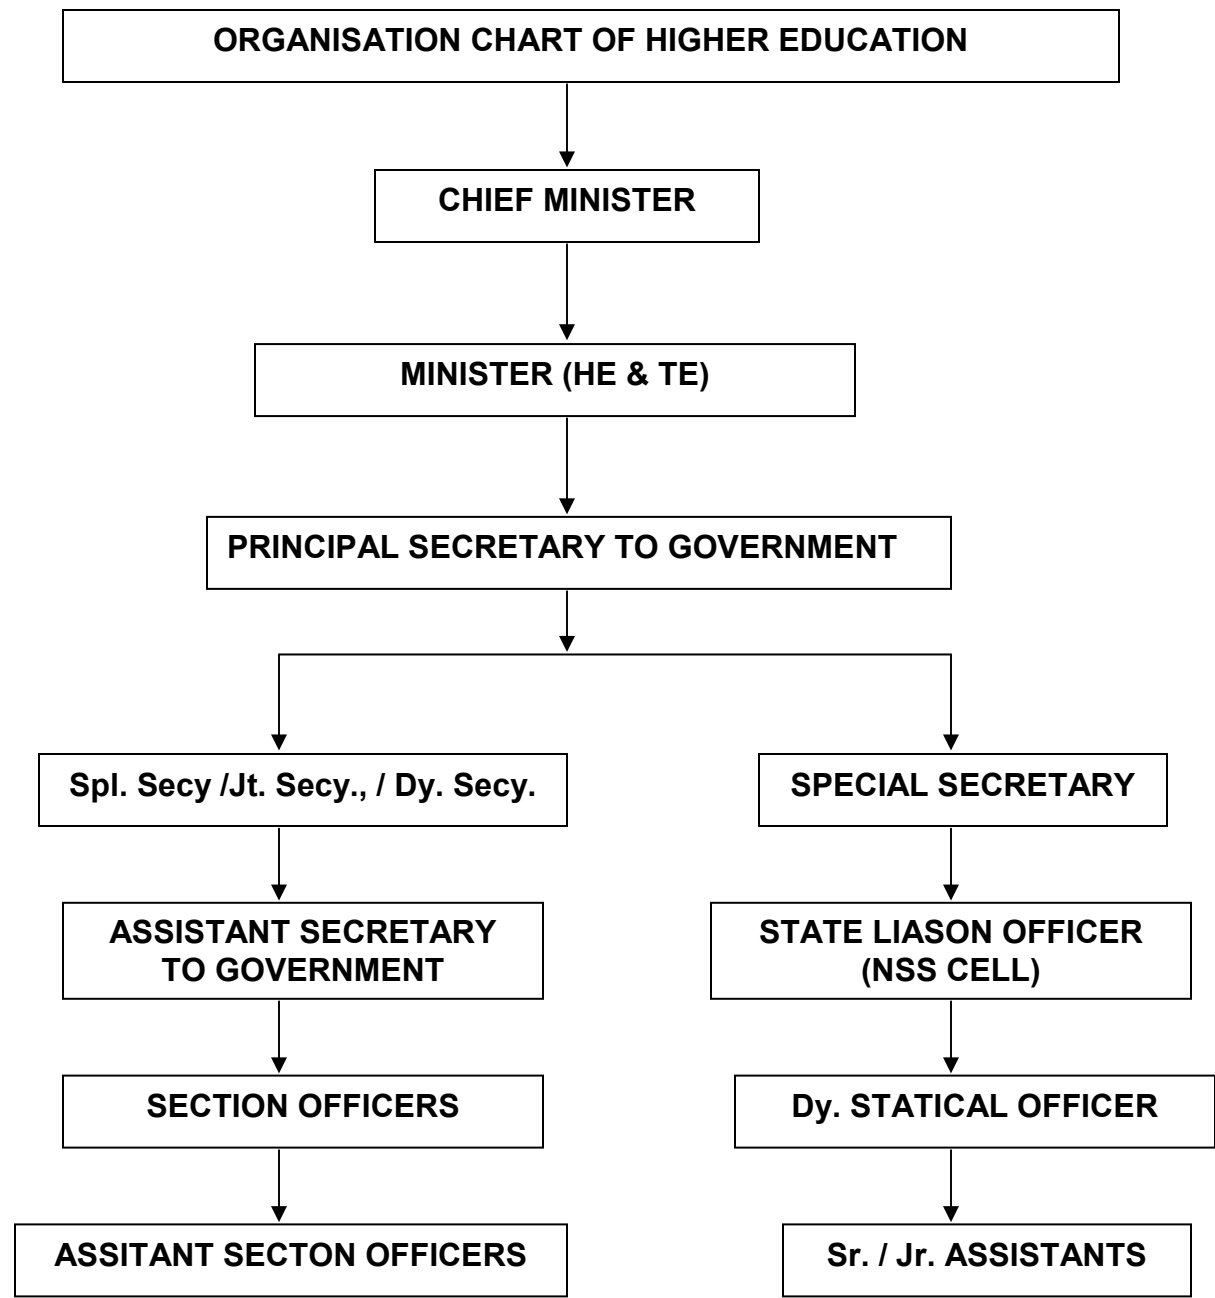 ORGANISATION CHART OF HIGHER EDUCATION
CHIEF MINISTER
MINISTER (HE & TE)
PRINCIPAL SECRETARY TO GOVERNMENT
Spl. Secy /Jt. Secy., / Dy. Secy.
SPECIAL SECRETARY
ASSISTANT SECRETARY
TO GOVERNMENT
STATE LIASON OFFICER
(NSS CELL)
SECTION OFFICERS
Dy. STATICAL OFFICER
ASSITANT SECTON OFFICERS
Sr. / Jr. ASSISTANTS